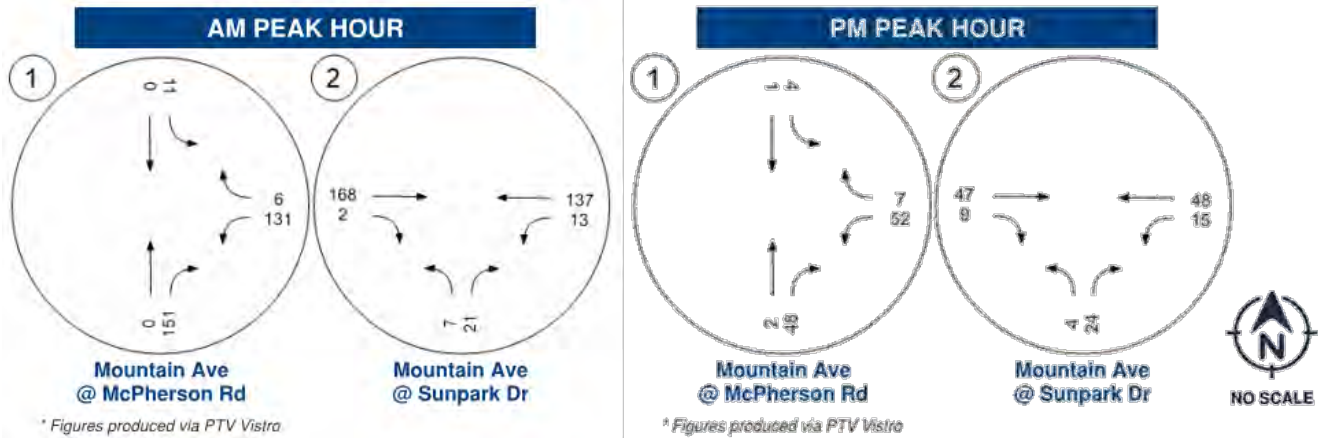 AM PEAK HOUR
1
0
11
6
131
0
151
Mountain Ave
@ McPherson Rd
2
168
2
137
13
7
21
Mountain Ave
@ Sunpark Dr
* Figures produced via PTV Vistro
PM PEAK HOUR
1
1
4
7
52
2
48
Mountain Ave
@ McPherson Rd
2
47
9
48
15
4
24
Mountain Ave
@ Sunpark Dr
* Figures produced via PTV Vistro
N
NO SCALE